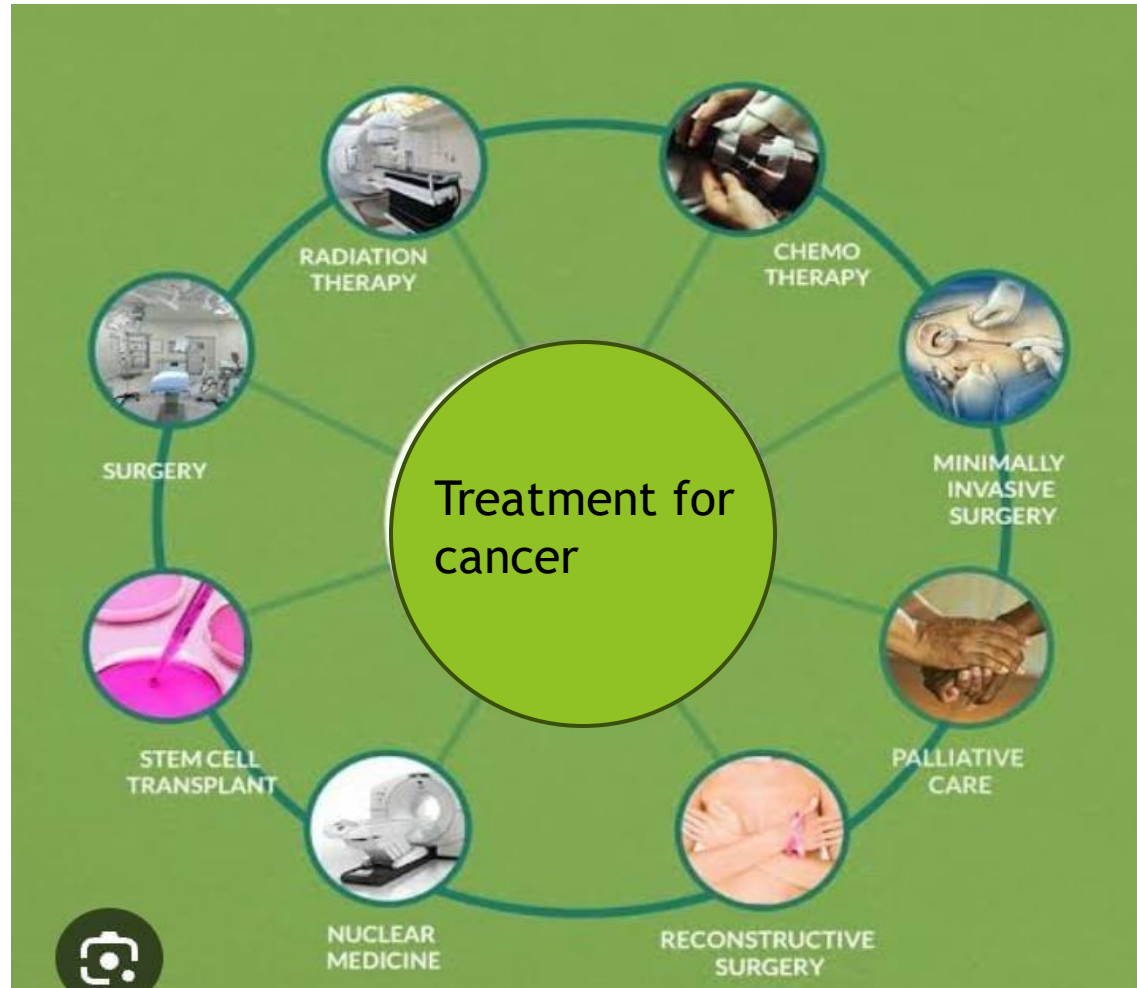 RADIATION
THERAPY
CHEMO
THERAPY
SURGERY
MINIMALLY
INVASIVE
SURGERY
Treatment for
cancer
STEM CELL
TRANSPLANT
PALLIATIVE
CARE
NUCLEAR
MEDICINE
RECONSTRUCTIVE
SURGERY